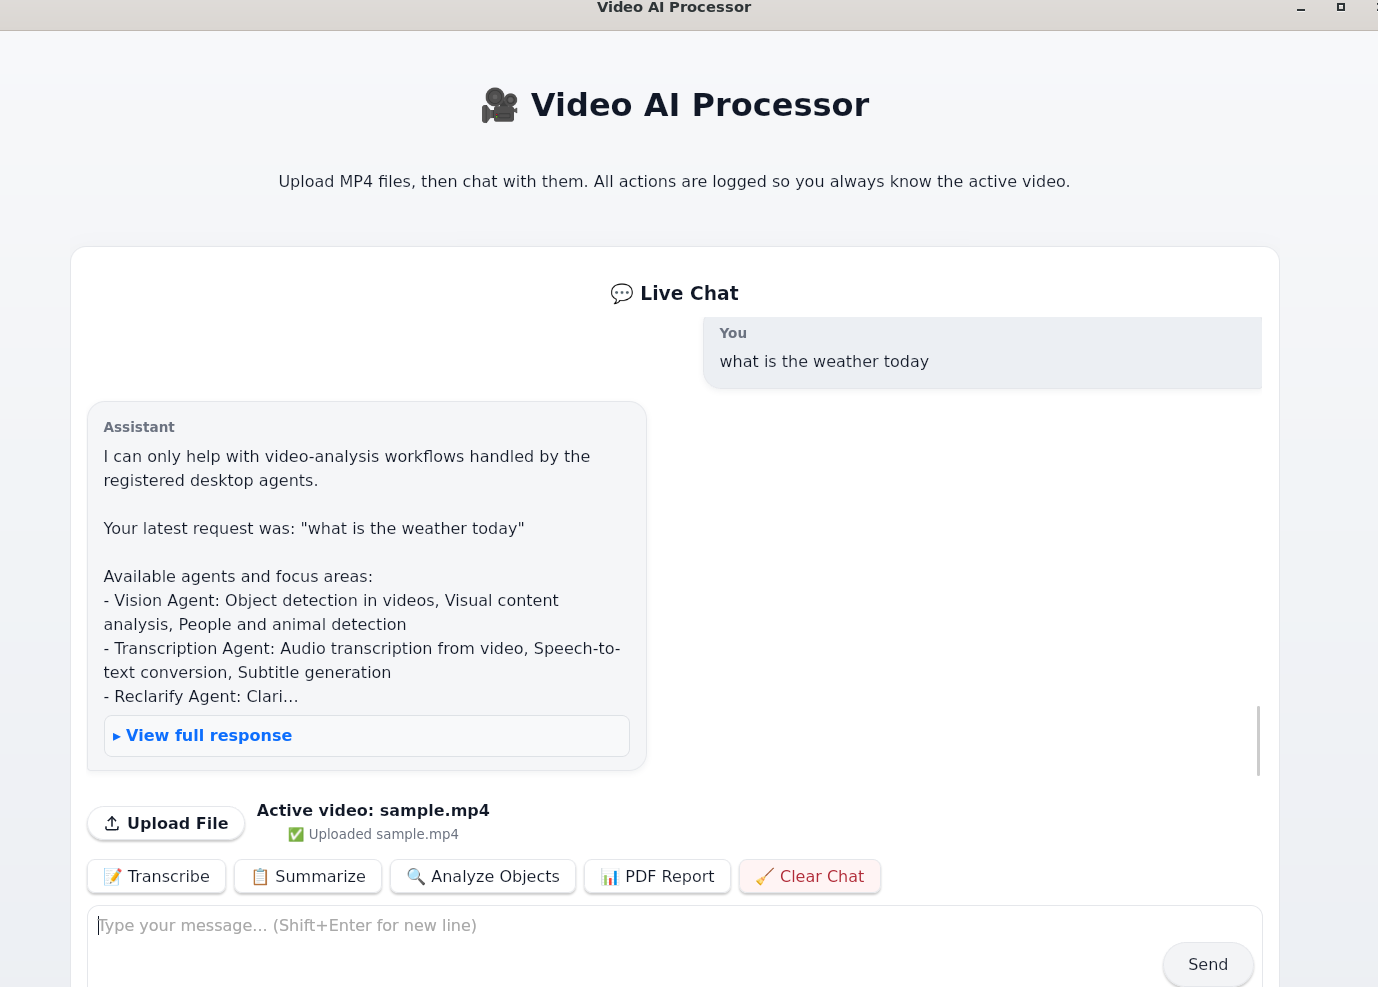 Video AI Processor
Video AI Processor
Upload MP4 files, then chat with them. All actions are logged so you always know the active video.
Live Chat
You
what is the weather today
Assistant
I can only help with video-analysis workflows handled by the
registered desktop agents.
Your latest request was: "what is the weather today"
Available agents and focus areas:
- Vision Agent: Object detection in videos, Visual content
analysis, People and animal detection
- Transcription Agent: Audio transcription from video, Speech-to-
text conversion, Subtitle generation
- Reclarify Agent: Clari...
▸ View full response
Upload File
Active video: sample.mp4
✅ Uploaded sample.mp4
Transcribe
Summarize
Analyze Objects
PDF Report
Clear Chat
Type your message... (Shift+Enter for new line)
Send